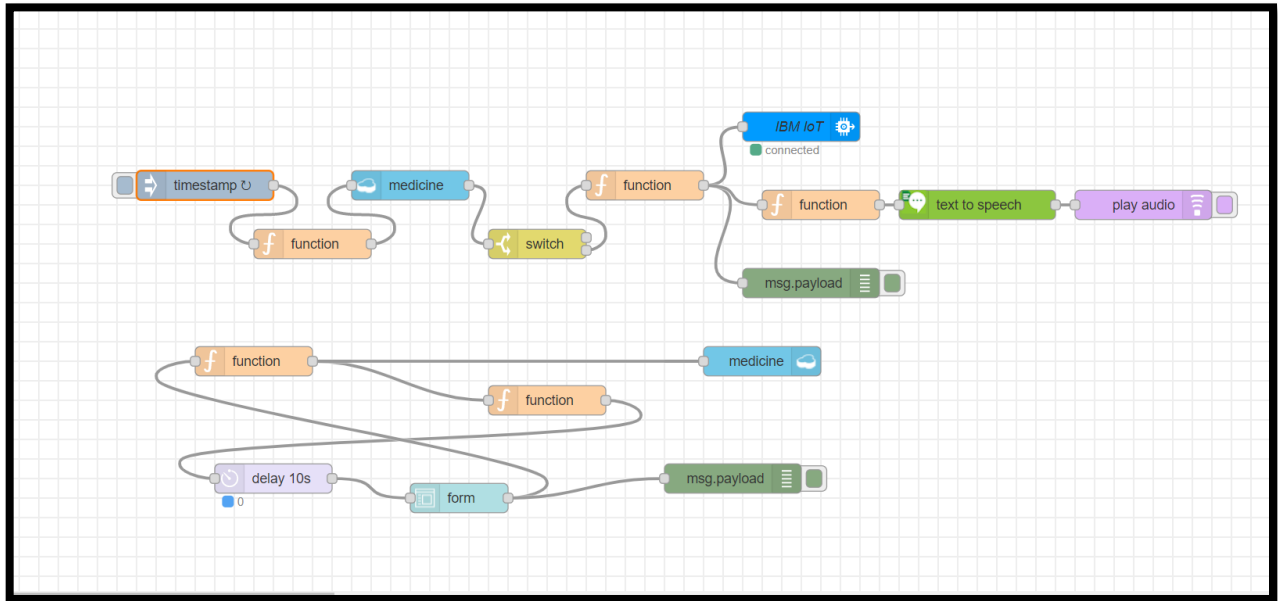 IBM IoT
connected
timestamp ↻
medicine
function
function
text to speech
play audio
function
switch
msg.payload
function
medicine
function
delay 10s
form
msg.payload
0